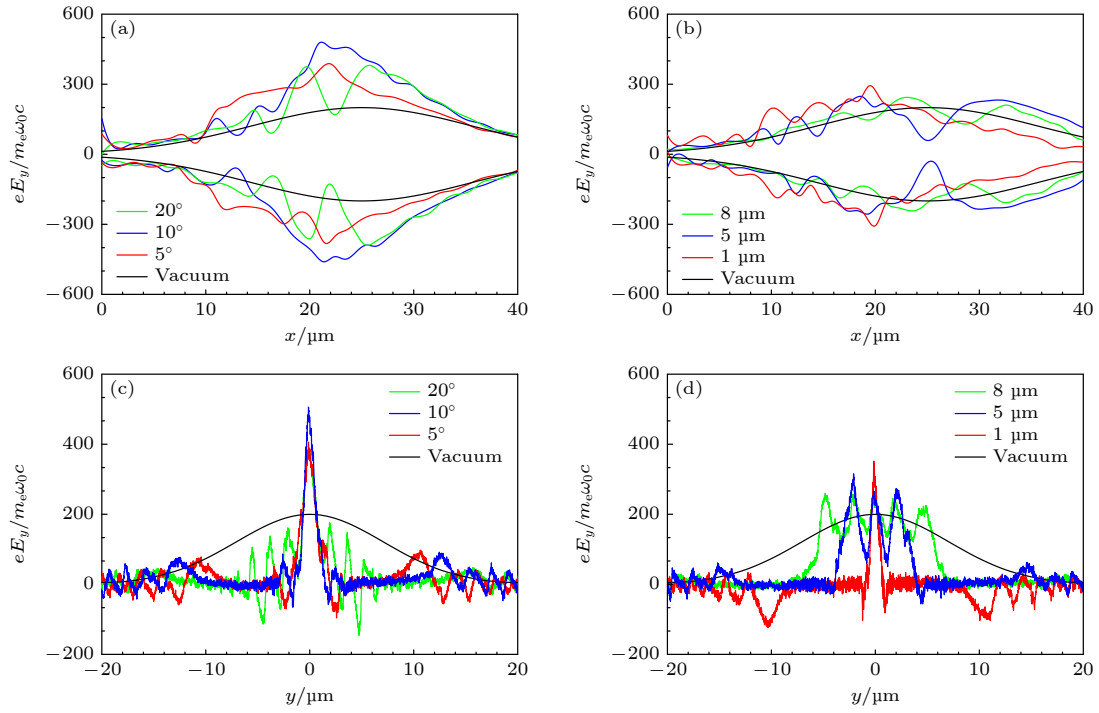 (a)
600
300
0
−300
−600
eE_y/m_eω_0c
20°
10°
5°
Vacuum
0 10 20 30 40
x/µm
(b)
600
300
0
−300
−600
eE_y/m_eω_0c
8 µm
5 µm
1 µm
Vacuum
0 10 20 30 40
x/µm
(c)
600
400
200
0
−200
eE_y/m_eω_0c
20°
10°
5°
Vacuum
−20 −10 0 10 20
y/µm
(d)
600
400
200
0
−200
eE_y/m_eω_0c
8 µm
5 µm
1 µm
Vacuum
−20 −10 0 10 20
y/µm